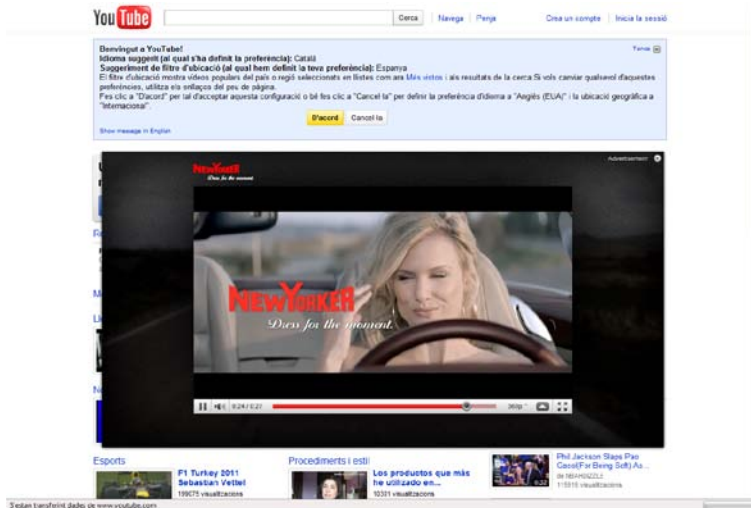 YouTube
Cerca
Navega
Penja
Crea un compte
Inicia la sessió
Benvingut a YouTube!
Tanca
Idioma suggerit (al qual s'ha definit la preferència): Català
Suggeriment de filtre d'ubicació (al qual hem definit la teva preferència): Espanya
El filtre d'ubicació mostra vídeos populars del país o regió seleccionats en llistes com ara Més vistos i als resultats de la cerca.Si vols canviar qualsevol d'aquestes
preferències, utilitza els enllaços del peu de pàgina.
Fes clic a "D'acord" per tal d'acceptar aquesta configuració o bé fes clic a "Cancel·la" per definir la preferència d'idioma a "Anglès (EUA)" i la ubicació geogràfica a
"Internacional".
D'acord
Cancel·la
Show message in English
Advertisement
NEWYORKER
Dress for the moment
NEWYORKER
Dress for the moment.
0:24 / 0:27
360p
Esports
F1 Turkey 2011
Sebastian Vettel
199075 visualitzacions
Procediments i estil
Los productos que más
he utilizado en...
10331 visualitzacions
Phil Jackson Slaps Pau
Gasol(For Being Soft) As...
0:22
S'estan transferint dades de www.youtube.com